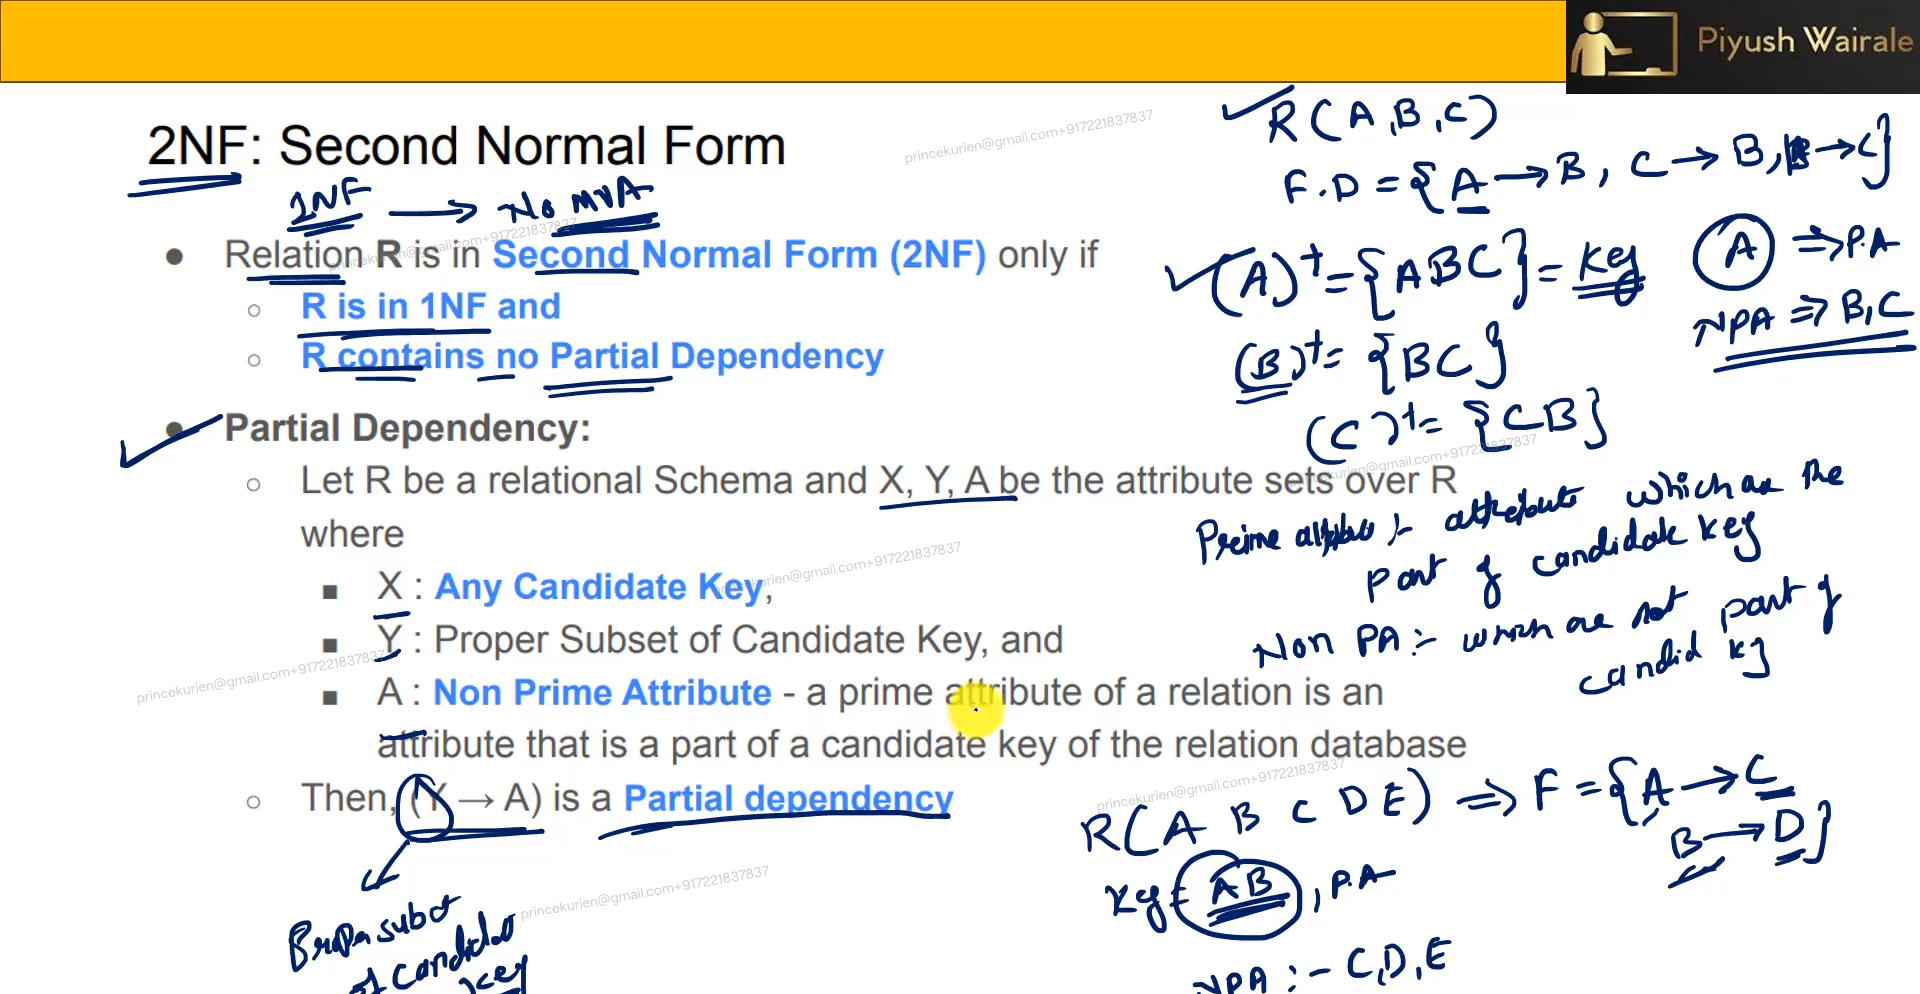 Piyush Wairale
2NF: Second Normal Form
1NF → No MVA
● Relation R is in Second Normal Form (2NF) only if
○ R is in 1NF and
○ R contains no Partial Dependency
● Partial Dependency:
○ Let R be a relational Schema and X, Y, A be the attribute sets over R
where
■ X : Any Candidate Key,
■ Y : Proper Subset of Candidate Key, and
■ A : Non Prime Attribute - a prime attribute of a relation is an
attribute that is a part of a candidate key of the relation database
○ Then, (Y → A) is a Partial dependency
Proper subset
of candidate
key
R(A,B,C)
F.D = {A → B, C → B, B → C}
(A)+ = {ABC} = Key
A ⇒ P.A
NPA ⇒ B,C
(B)+ = {BC}
(C)+ = {CB}
Prime :- attribute which are the
part of candidate key
Non PA :- which are not part of
candid key
R(A B C D E) ⇒ F = {A → C,
B → D}
Key = AB, P.A
NPA :- C,D,E
princekurien@gmail.com+917221837837
princekurien@gmail.com+917221837837
princekurien@gmail.com+917221837837
princekurien@gmail.com+917221837837
princekurien@gmail.com+917221837837
princekurien@gmail.com+917221837837
princekurien@gmail.com+917221837837